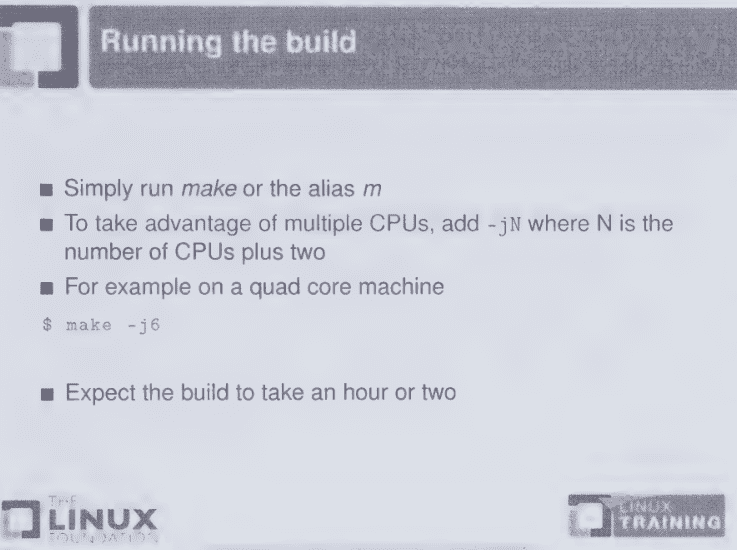 Running the build
■ Simply run make or the alias m
■ To take advantage of multiple CPUs, add -jN where N is the
number of CPUs plus two
■ For example on a quad core machine
$ make -j6
■ Expect the build to take an hour or two
THE
LINUX
FOUNDATION
LINUX
TRAINING